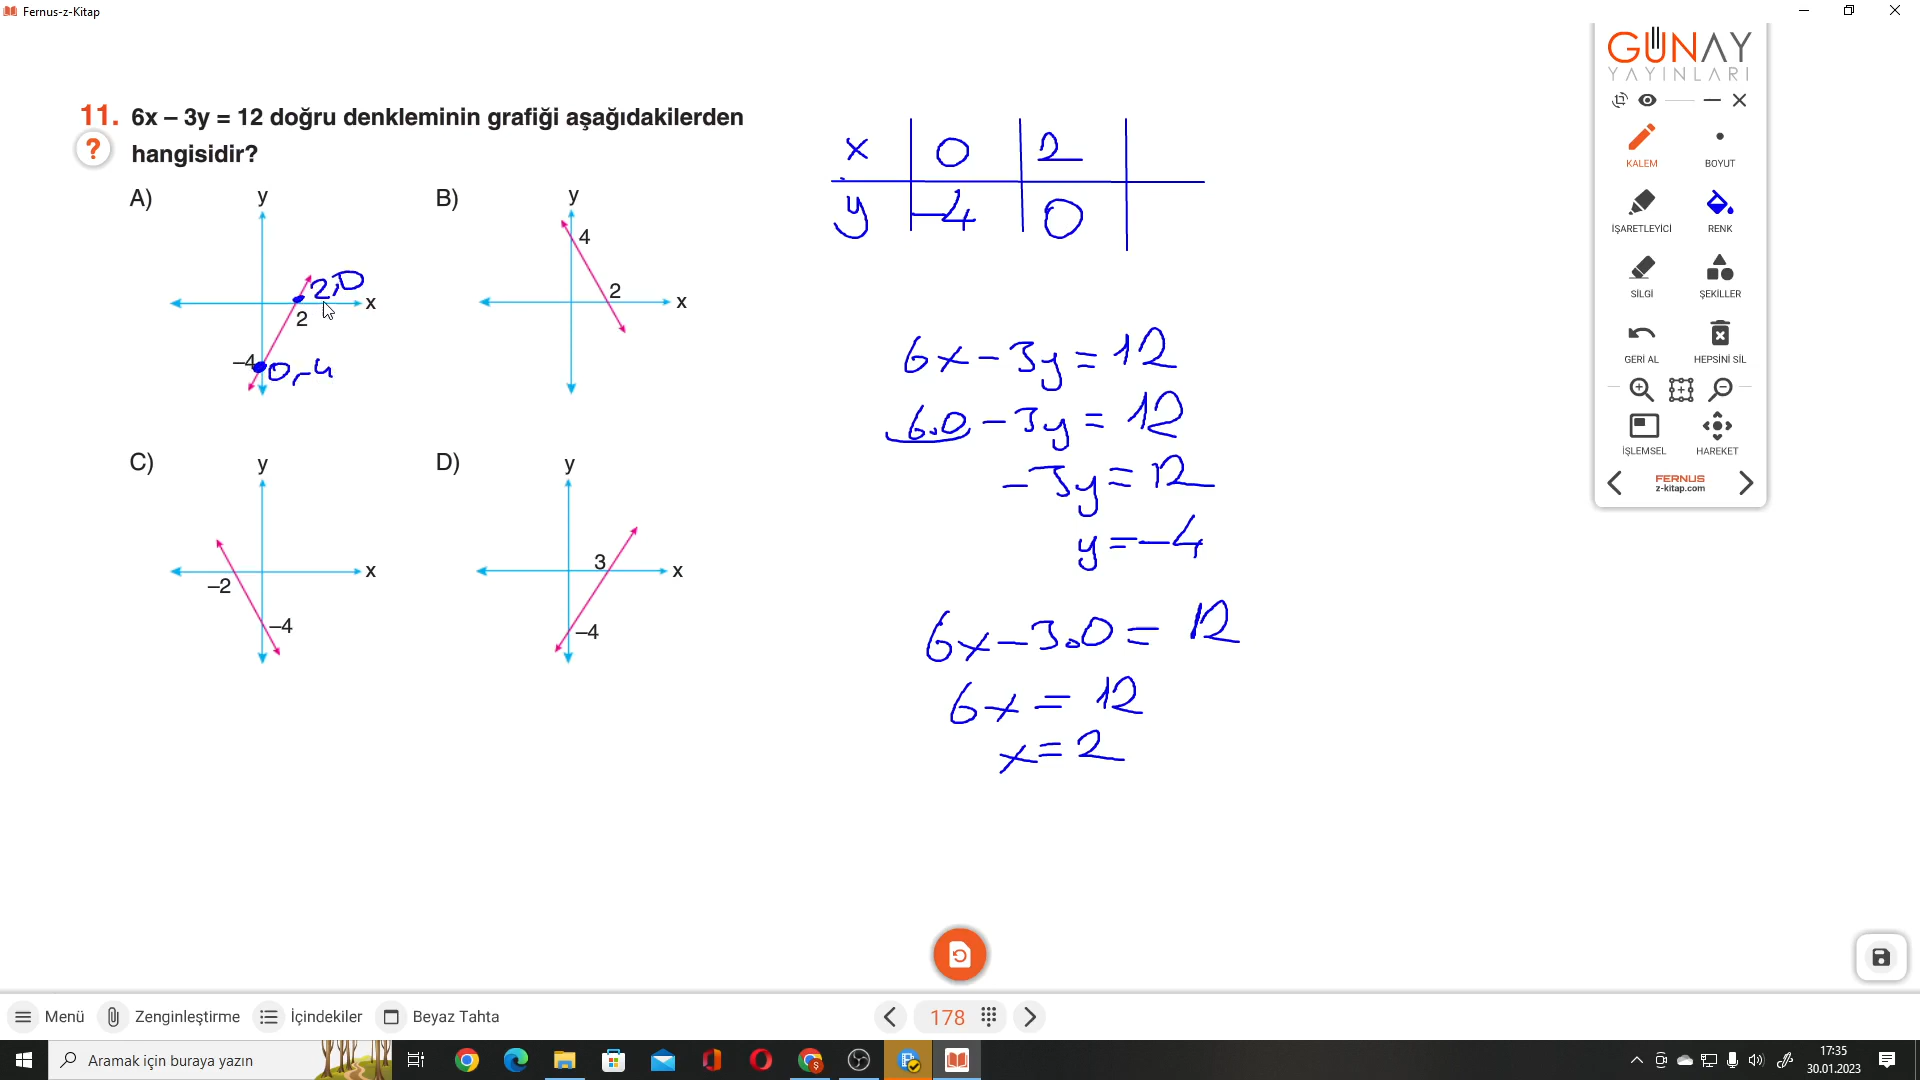 Fernus-z-Kitap
GÜNAY
YAYINLARI
11. 6x – 3y = 12 doğru denkleminin grafiği aşağıdakilerden
? hangisidir?
A)
y
x
2
–4
2,0
0,-4
B)
y
4
2
x
C)
y
x
–2
–4
D)
y
3
x
–4
x 0 2
y -4 0
6x - 3y = 12
6.0 - 3y = 12
-3y = 12
y = -4
6x - 3.0 = 12
6x = 12
x = 2
KALEM BOYUT
İŞARETLEYİCİ RENK
SİLGİ ŞEKİLLER
GERİ AL HEPSİNİ SİL
İŞLEMSEL HAREKET
FERNUS
z-kitap.com
Menü Zenginleştirme İçindekiler Beyaz Tahta 178
Aramak için buraya yazın
17:35
30.01.2023